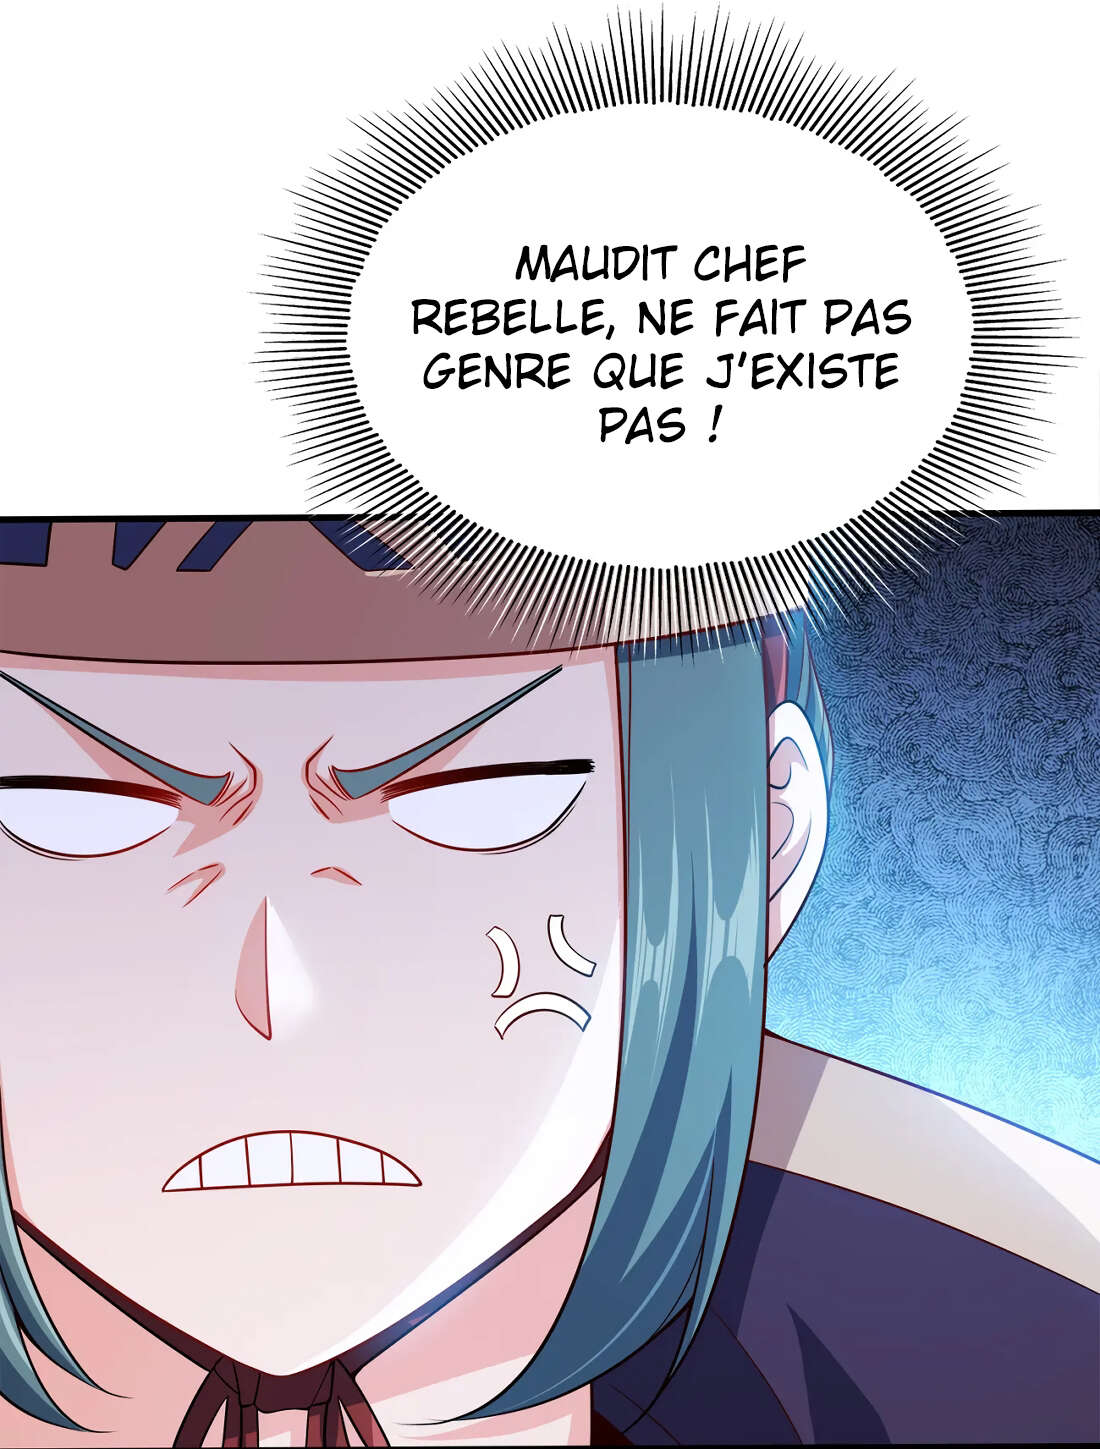 MAUDIT CHEF
REBELLE, NE FAIT PAS
GENRE QUE J'EXISTE
PAS !